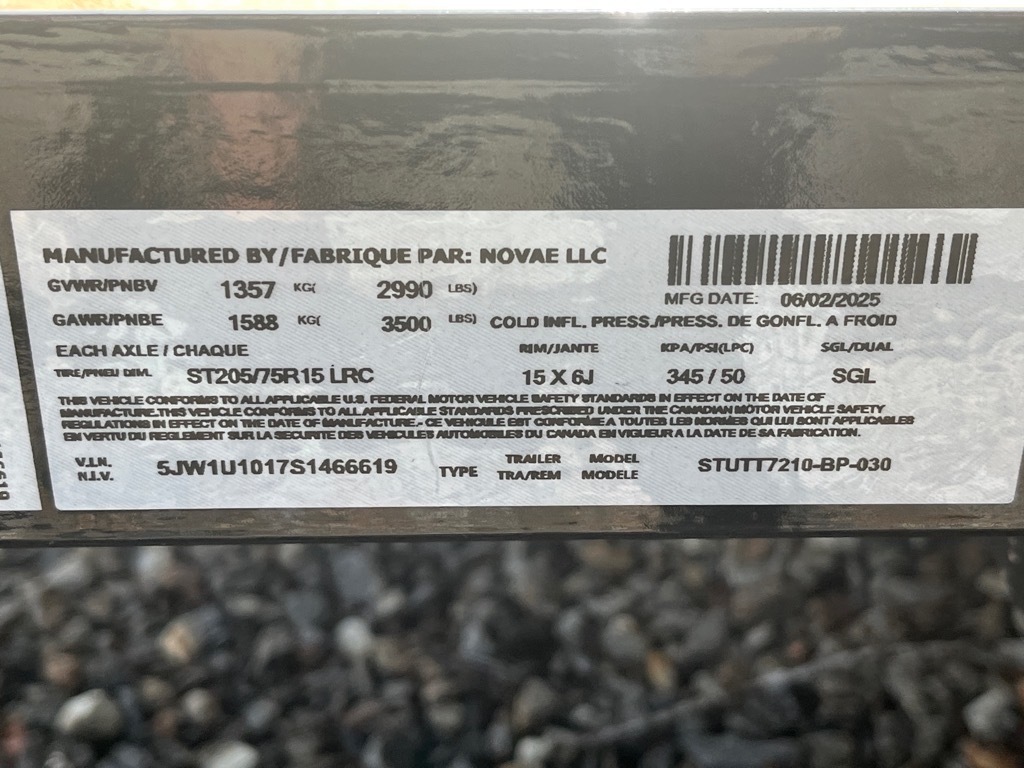 MANUFACTURED BY/FABRIQUE PAR: NOVAE LLC
GVWR/PNBV 1357 KG( 2990 LBS)
MFG DATE: 06/02/2025
GAWR/PNBE 1588 KG( 3500 LBS) COLD INFL. PRESS./PRESS. DE GONFL. A FROID
EACH AXLE / CHAQUE RIM/JANTE KPA/PSI(LPC) SGL/DUAL
TIRE/PNEU DIM. ST205/75R15 LRC 15 X 6J 345 / 50 SGL
THIS VEHICLE CONFORMS TO ALL APPLICABLE U.S. FEDERAL MOTOR VEHICLE SAFETY STANDARDS IN EFFECT ON THE DATE OF
MANUFACTURE.THIS VEHICLE CONFORMS TO ALL APPLICABLE STANDARDS PRESCRIBED UNDER THE CANADIAN MOTOR VEHICLE SAFETY
REGULATIONS IN EFFECT ON THE DATE OF MANUFACTURE.- CE VEHICULE EST CONFORME A TOUTES LES NORMES QUI LUI SONT APPLICABLES
EN VERTU DU REGLEMENT SUR LA SECURITE DES VEHICULES AUTOMOBILES DU CANADA EN VIGUEUR A LA DATE DE SA FABRICATION.
V.I.N. 5JW1U1017S1466619 TYPE TRAILER MODEL STUTT7210-BP-030
N.I.V. TRA/REM MODELE